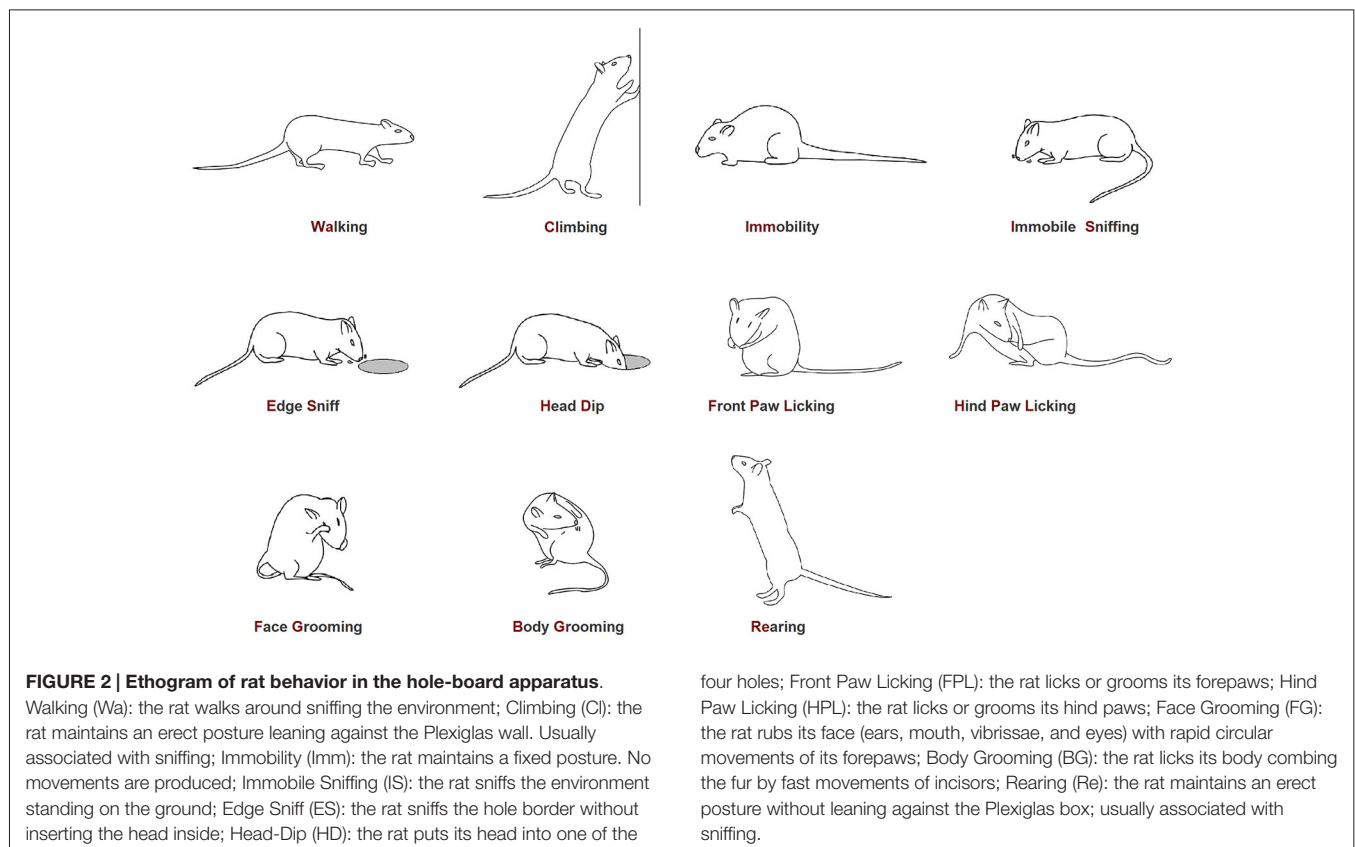 Walking Climbing Immobility Immobile Sniffing
Edge Sniff Head Dip Front Paw Licking Hind Paw Licking
Face Grooming Body Grooming Rearing
FIGURE 2 | Ethogram of rat behavior in the hole-board apparatus.
Walking (Wa): the rat walks around sniffing the environment; Climbing (Cl): the
rat maintains an erect posture leaning against the Plexiglas wall. Usually
associated with sniffing; Immobility (Imm): the rat maintains a fixed posture. No
movements are produced; Immobile Sniffing (IS): the rat sniffs the environment
standing on the ground; Edge Sniff (ES): the rat sniffs the hole border without
inserting the head inside; Head-Dip (HD): the rat puts its head into one of the
four holes; Front Paw Licking (FPL): the rat licks or grooms its forepaws; Hind
Paw Licking (HPL): the rat licks or grooms its hind paws; Face Grooming (FG):
the rat rubs its face (ears, mouth, vibrissae, and eyes) with rapid circular
movements of its forepaws; Body Grooming (BG): the rat licks its body combing
the fur by fast movements of incisors; Rearing (Re): the rat maintains an erect
posture without leaning against the Plexiglas box; usually associated with
sniffing.